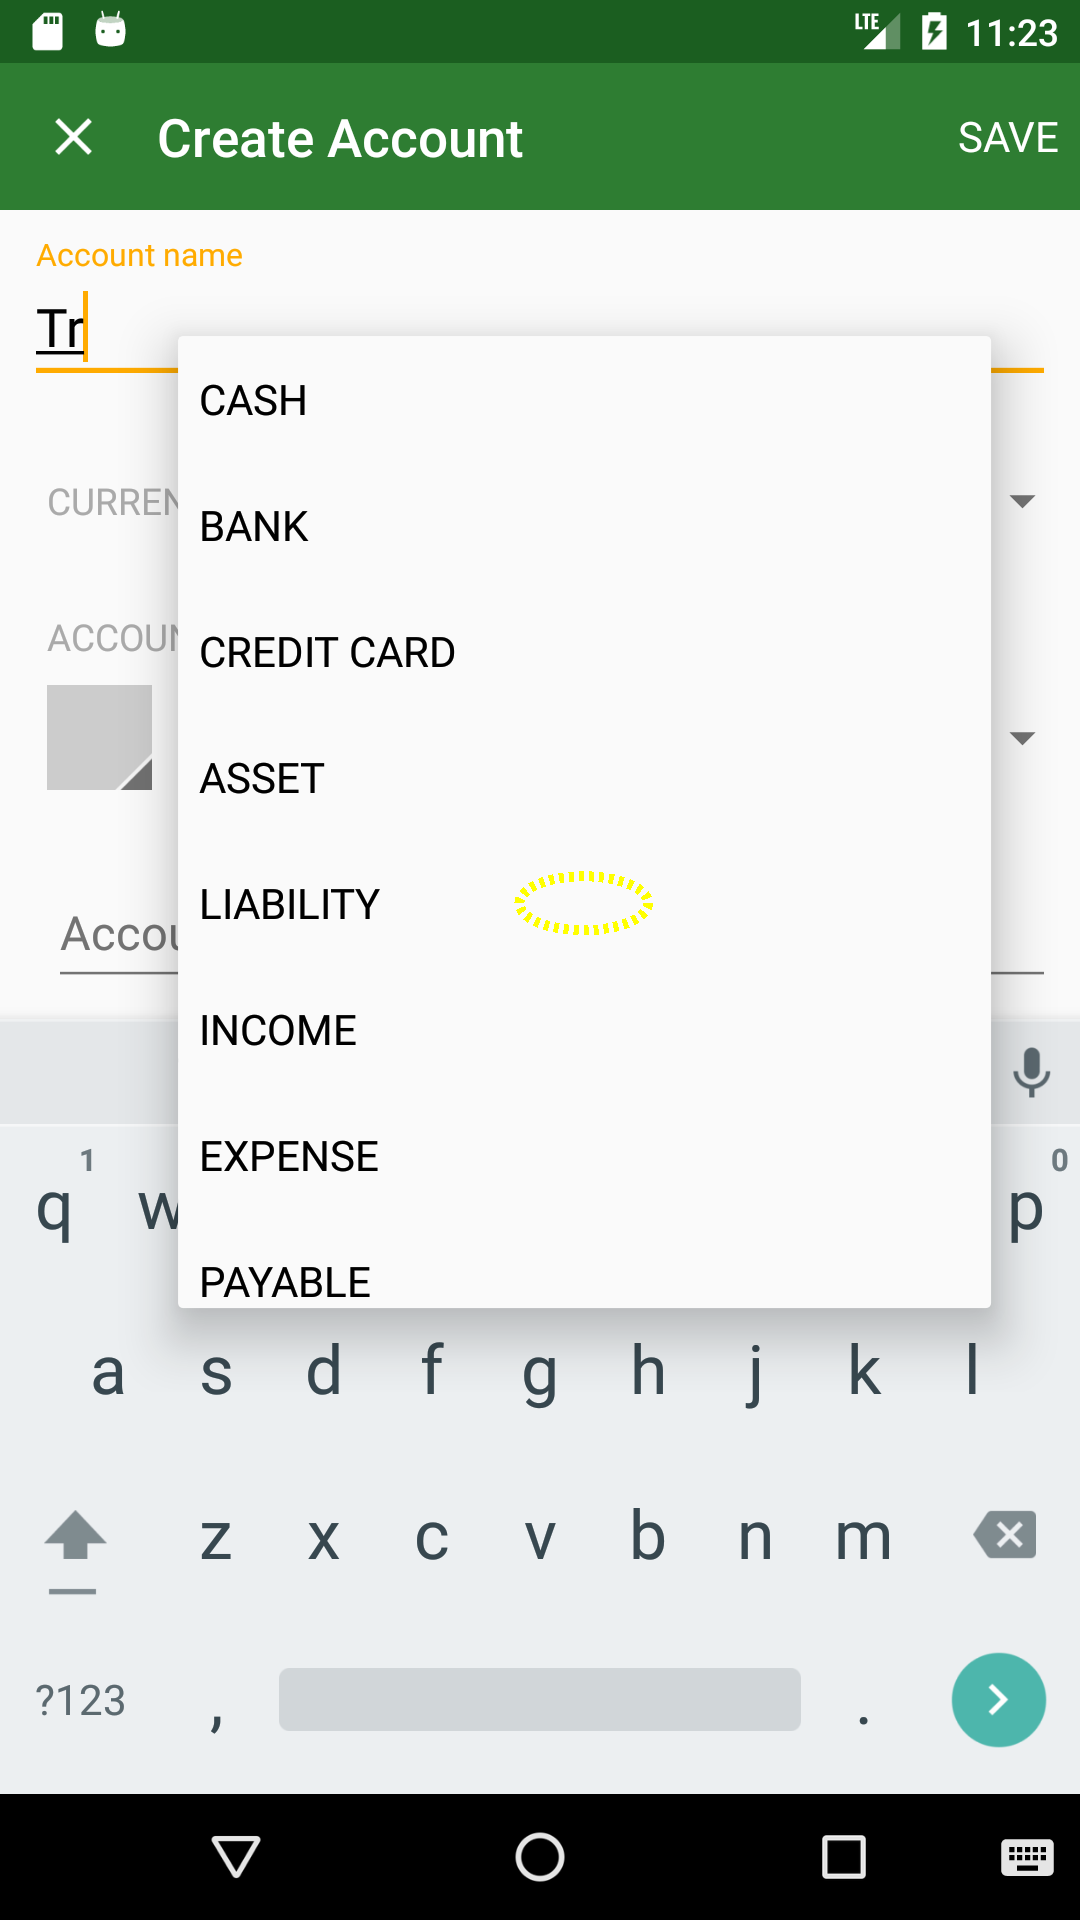 LTE 11:23
Create Account SAVE
Account name
Tr
CASH
CURREN
BANK
ACCOUN
CREDIT CARD
ASSET
LIABILITY
Accou
INCOME
EXPENSE
1 0
q w p
PAYABLE
a s d f g h j k l
z x c v b n m
?123 , .